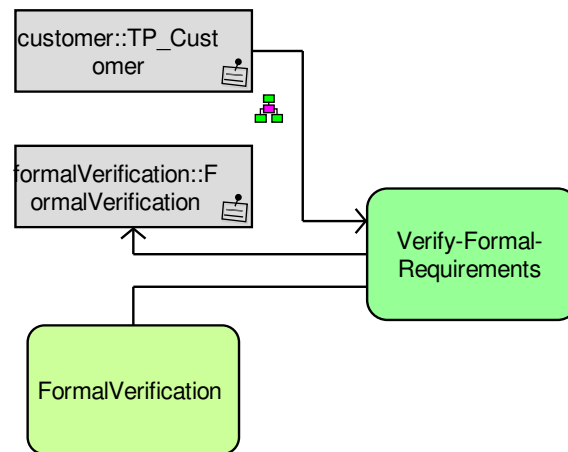 customer::TP_Cust
omer
formalVerification::F
ormalVerification
Verify-Formal-
Requirements
FormalVerification